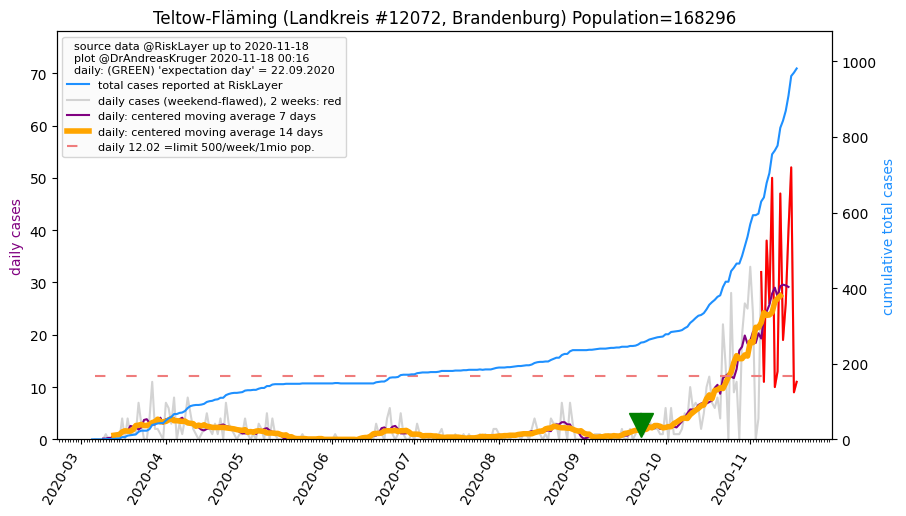 Teltow-Fläming (Landkreis #12072, Brandenburg) Population=168296
source data @RiskLayer up to 2020-11-18
plot @DrAndreasKruger 2020-11-18 00:16
daily: (GREEN) 'expectation day' = 22.09.2020
total cases reported at RiskLayer
daily cases (weekend-flawed), 2 weeks: red
daily: centered moving average 7 days
daily: centered moving average 14 days
daily 12.02 =limit 500/week/1mio pop.
daily cases
70
60
50
40
30
20
10
0
cumulative total cases
1000
800
600
400
200
0
2020-03
2020-04
2020-05
2020-06
2020-07
2020-08
2020-09
2020-10
2020-11